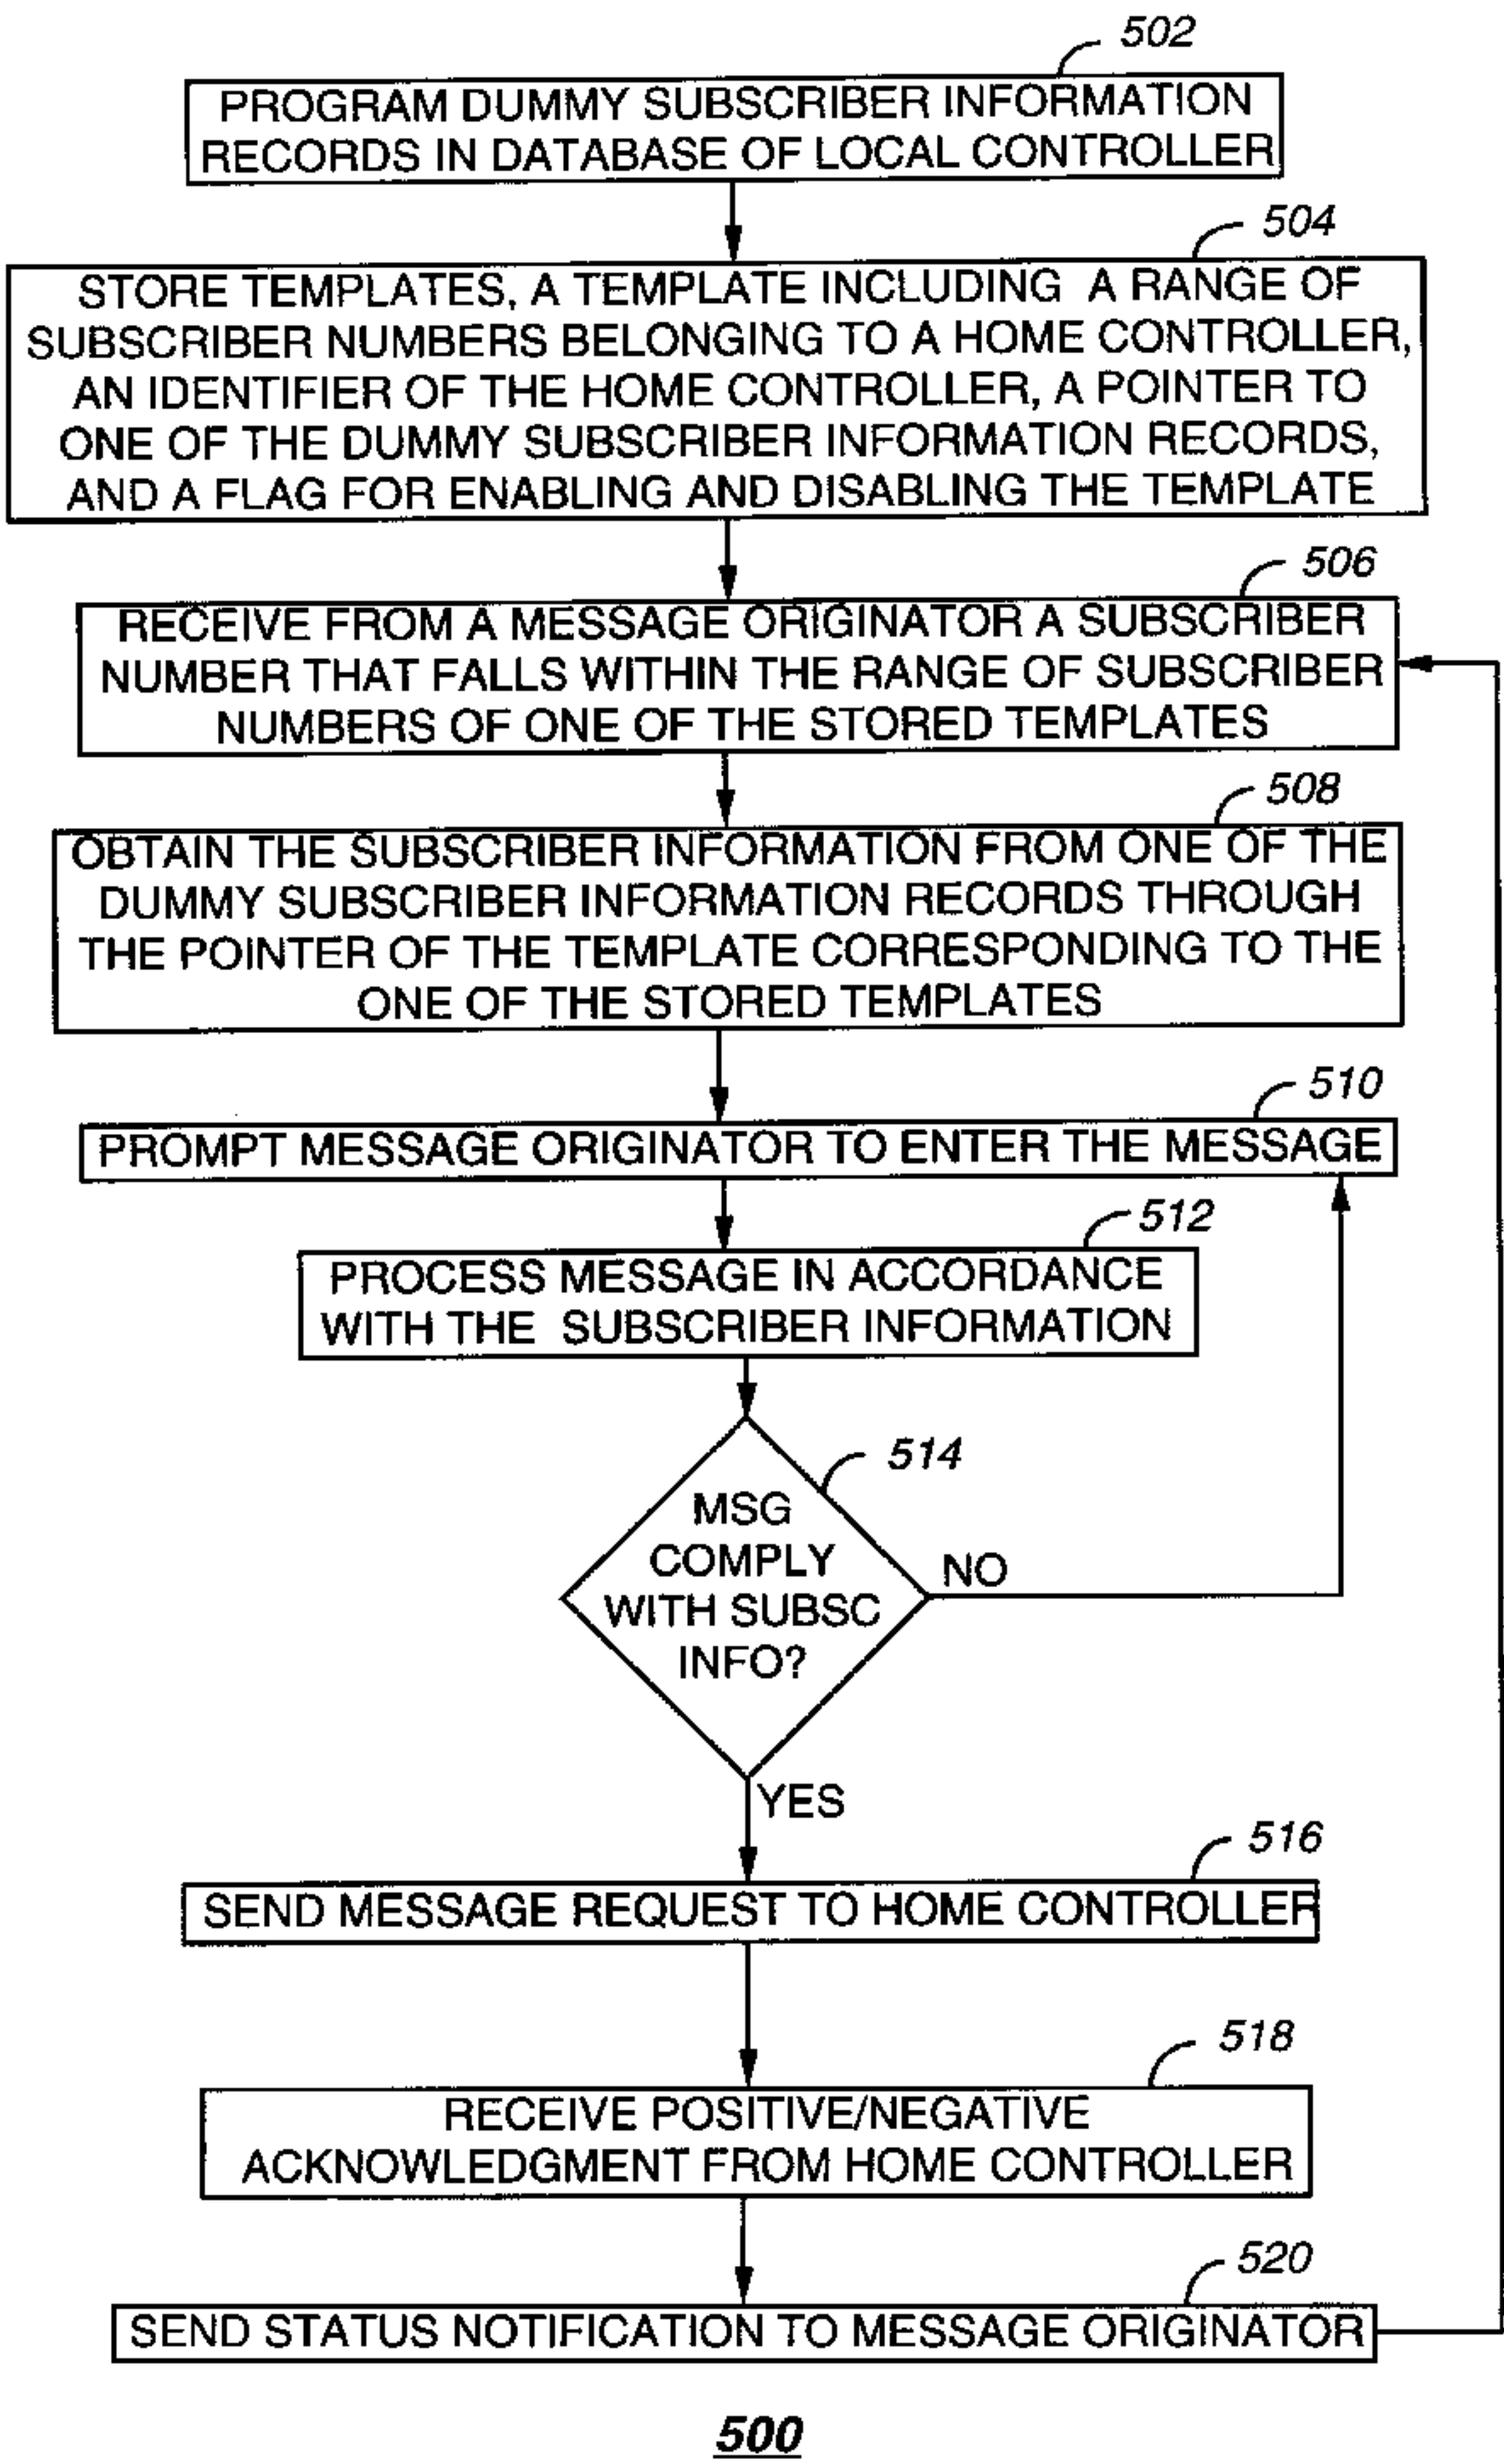 502
PROGRAM DUMMY SUBSCRIBER INFORMATION
RECORDS IN DATABASE OF LOCAL CONTROLLER
504
STORE TEMPLATES, A TEMPLATE INCLUDING A RANGE OF
SUBSCRIBER NUMBERS BELONGING TO A HOME CONTROLLER,
AN IDENTIFIER OF THE HOME CONTROLLER, A POINTER TO
ONE OF THE DUMMY SUBSCRIBER INFORMATION RECORDS,
AND A FLAG FOR ENABLING AND DISABLING THE TEMPLATE
506
RECEIVE FROM A MESSAGE ORIGINATOR A SUBSCRIBER
NUMBER THAT FALLS WITHIN THE RANGE OF SUBSCRIBER
NUMBERS OF ONE OF THE STORED TEMPLATES
508
OBTAIN THE SUBSCRIBER INFORMATION FROM ONE OF THE
DUMMY SUBSCRIBER INFORMATION RECORDS THROUGH
THE POINTER OF THE TEMPLATE CORRESPONDING TO THE
ONE OF THE STORED TEMPLATES
510
PROMPT MESSAGE ORIGINATOR TO ENTER THE MESSAGE
512
PROCESS MESSAGE IN ACCORDANCE
WITH THE SUBSCRIBER INFORMATION
514
MSG
COMPLY
WITH SUBSC
INFO?
NO
YES
516
SEND MESSAGE REQUEST TO HOME CONTROLLER
518
RECEIVE POSITIVE/NEGATIVE
ACKNOWLEDGMENT FROM HOME CONTROLLER
520
SEND STATUS NOTIFICATION TO MESSAGE ORIGINATOR
500